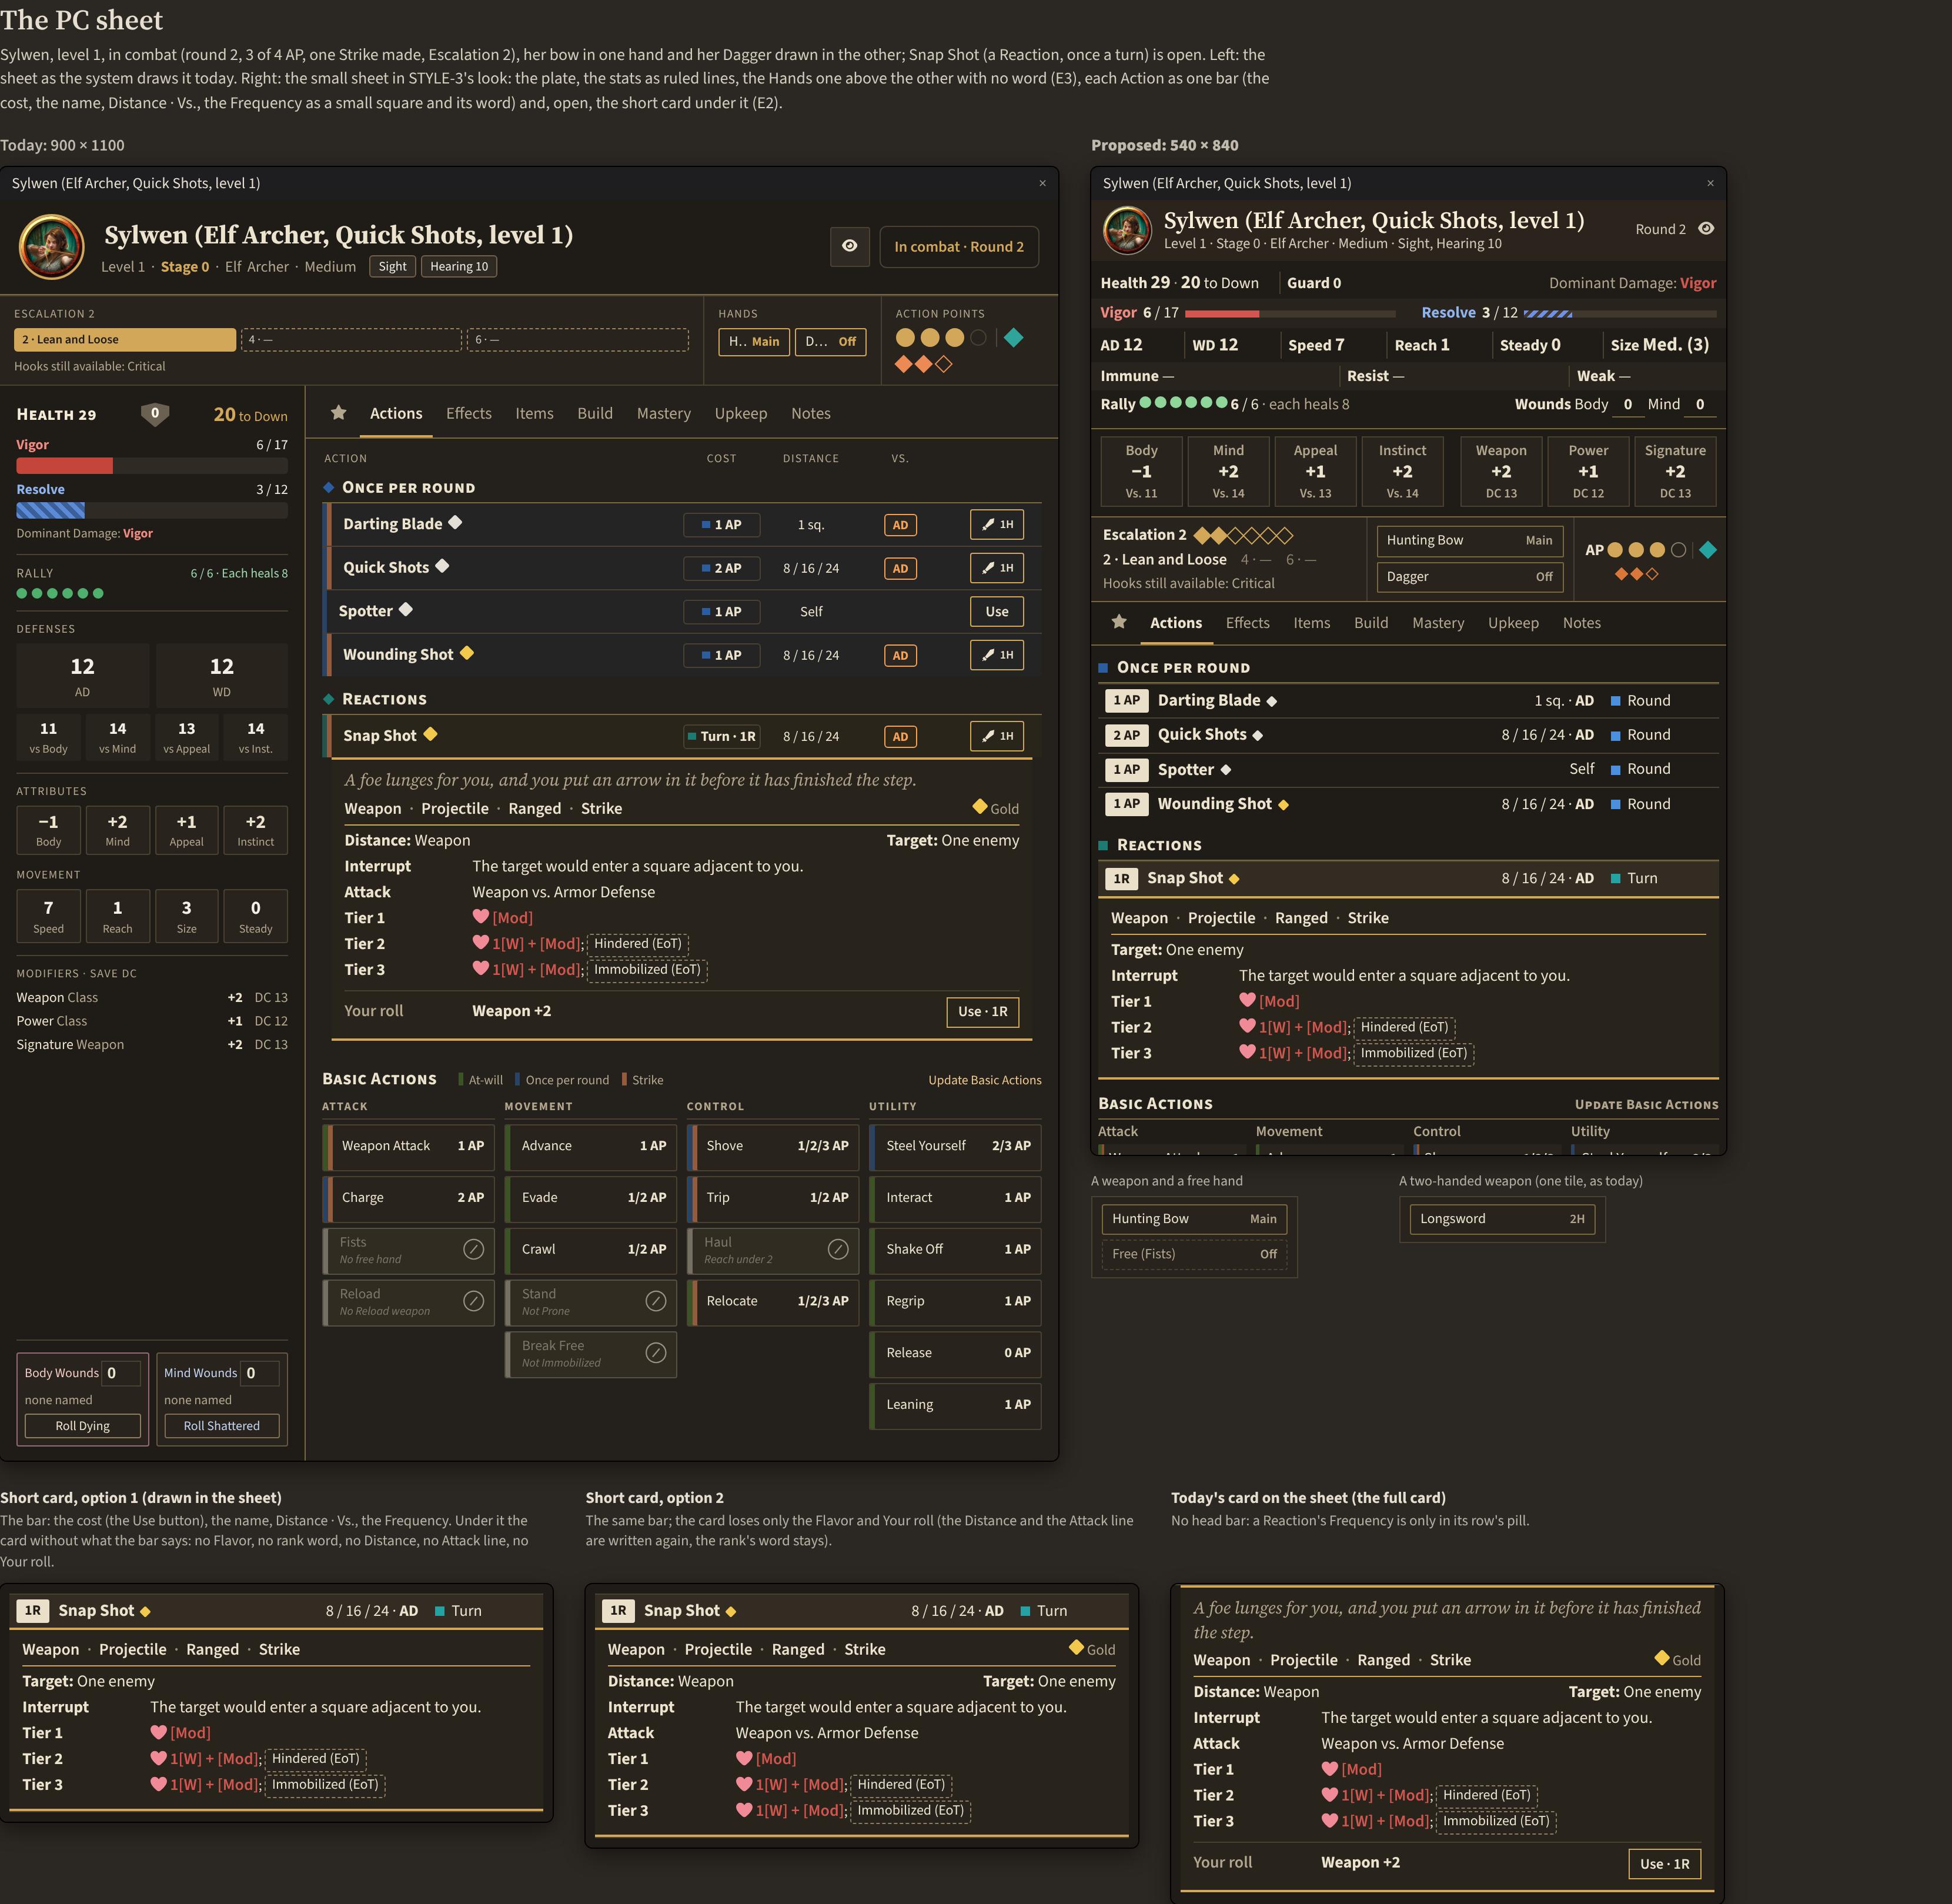 The PC sheet
Sylwen, level 1, in combat (round 2, 3 of 4 AP, one Strike made, Escalation 2), her bow in one hand and her Dagger drawn in the other; Snap Shot (a Reaction, once a turn) is open. Left: the
sheet as the system draws it today. Right: the small sheet in STYLE-3's look: the plate, the stats as ruled lines, the Hands one above the other with no word (E3), each Action as one bar (the
cost, the name, Distance · Vs., the Frequency as a small square and its word) and, open, the short card under it (E2).
Today: 900 × 1100
Sylwen (Elf Archer, Quick Shots, level 1) ×
Sylwen (Elf Archer, Quick Shots, level 1)
Level 1 · Stage 0 · Elf Archer · Medium Sight Hearing 10
In combat · Round 2
ESCALATION 2
2 · Lean and Loose 4 · — 6 · —
Hooks still available: Critical
HANDS
H.. Main D... Off
ACTION POINTS
HEALTH 29 0 20 to Down
Vigor 6 / 17
Resolve 3 / 12
Dominant Damage: Vigor
RALLY 6 / 6 · Each heals 8
DEFENSES
12 12
AD WD
11 14 13 14
vs Body vs Mind vs Appeal vs Inst.
ATTRIBUTES
−1 +2 +1 +2
Body Mind Appeal Instinct
MOVEMENT
7 1 3 0
Speed Reach Size Steady
MODIFIERS · SAVE DC
Weapon Class +2 DC 13
Power Class +1 DC 12
Signature Weapon +2 DC 13
Body Wounds 0 Mind Wounds 0
none named none named
Roll Dying Roll Shattered
Actions Effects Items Build Mastery Upkeep Notes
ACTION COST DISTANCE VS.
ONCE PER ROUND
Darting Blade 1 AP 1 sq. AD 1H
Quick Shots 2 AP 8 / 16 / 24 AD 1H
Spotter 1 AP Self Use
Wounding Shot 1 AP 8 / 16 / 24 AD 1H
REACTIONS
Snap Shot Turn · 1R 8 / 16 / 24 AD 1H
A foe lunges for you, and you put an arrow in it before it has finished the step.
Weapon · Projectile · Ranged · Strike Gold
Distance: Weapon Target: One enemy
Interrupt The target would enter a square adjacent to you.
Attack Weapon vs. Armor Defense
Tier 1 [Mod]
Tier 2 1[W] + [Mod]; Hindered (EoT)
Tier 3 1[W] + [Mod]; Immobilized (EoT)
Your roll Weapon +2 Use · 1R
BASIC ACTIONS At-will Once per round Strike Update Basic Actions
ATTACK MOVEMENT CONTROL UTILITY
Weapon Attack 1 AP Advance 1 AP Shove 1/2/3 AP Steel Yourself 2/3 AP
Charge 2 AP Evade 1/2 AP Trip 1/2 AP Interact 1 AP
Fists No free hand Crawl 1/2 AP Haul Reach under 2 Shake Off 1 AP
Reload No Reload weapon Stand Not Prone Relocate 1/2/3 AP Regrip 1 AP
Break Free Not Immobilized Release 0 AP
Leaning 1 AP
Proposed: 540 × 840
Sylwen (Elf Archer, Quick Shots, level 1) ×
Sylwen (Elf Archer, Quick Shots, level 1)
Level 1 · Stage 0 · Elf Archer · Medium · Sight, Hearing 10
Round 2
Health 29 · 20 to Down Guard 0 Dominant Damage: Vigor
Vigor 6 / 17 Resolve 3 / 12
AD 12 WD 12 Speed 7 Reach 1 Steady 0 Size Med. (3)
Immune — Resist — Weak —
Rally 6 / 6 · each heals 8 Wounds Body 0 Mind 0
Body Mind Appeal Instinct Weapon Power Signature
−1 +2 +1 +2 +2 +1 +2
Vs. 11 Vs. 14 Vs. 13 Vs. 14 DC 13 DC 12 DC 13
Escalation 2
2 · Lean and Loose 4 · — 6 · —
Hooks still available: Critical
Hunting Bow Main
Dagger Off
AP
Actions Effects Items Build Mastery Upkeep Notes
ONCE PER ROUND
1 AP Darting Blade 1 sq. · AD Round
2 AP Quick Shots 8 / 16 / 24 · AD Round
1 AP Spotter Self Round
1 AP Wounding Shot 8 / 16 / 24 · AD Round
REACTIONS
1R Snap Shot 8 / 16 / 24 · AD Turn
Weapon · Projectile · Ranged · Strike
Target: One enemy
Interrupt The target would enter a square adjacent to you.
Tier 1 [Mod]
Tier 2 1[W] + [Mod]; Hindered (EoT)
Tier 3 1[W] + [Mod]; Immobilized (EoT)
BASIC ACTIONS UPDATE BASIC ACTIONS
Attack Movement Control Utility
A weapon and a free hand
Hunting Bow Main
Free (Fists) Off
A two-handed weapon (one tile, as today)
Longsword 2H
Short card, option 1 (drawn in the sheet)
The bar: the cost (the Use button), the name, Distance · Vs., the Frequency. Under it the
card without what the bar says: no Flavor, no rank word, no Distance, no Attack line, no
Your roll.
1R Snap Shot 8 / 16 / 24 · AD Turn
Weapon · Projectile · Ranged · Strike
Target: One enemy
Interrupt The target would enter a square adjacent to you.
Tier 1 [Mod]
Tier 2 1[W] + [Mod]; Hindered (EoT)
Tier 3 1[W] + [Mod]; Immobilized (EoT)
Short card, option 2
The same bar; the card loses only the Flavor and Your roll (the Distance and the Attack line
are written again, the rank's word stays).
1R Snap Shot 8 / 16 / 24 · AD Turn
Weapon · Projectile · Ranged · Strike Gold
Distance: Weapon Target: One enemy
Interrupt The target would enter a square adjacent to you.
Attack Weapon vs. Armor Defense
Tier 1 [Mod]
Tier 2 1[W] + [Mod]; Hindered (EoT)
Tier 3 1[W] + [Mod]; Immobilized (EoT)
Today's card on the sheet (the full card)
No head bar: a Reaction's Frequency is only in its row's pill.
A foe lunges for you, and you put an arrow in it before it has finished
the step.
Weapon · Projectile · Ranged · Strike Gold
Distance: Weapon Target: One enemy
Interrupt The target would enter a square adjacent to you.
Attack Weapon vs. Armor Defense
Tier 1 [Mod]
Tier 2 1[W] + [Mod]; Hindered (EoT)
Tier 3 1[W] + [Mod]; Immobilized (EoT)
Your roll Weapon +2 Use · 1R